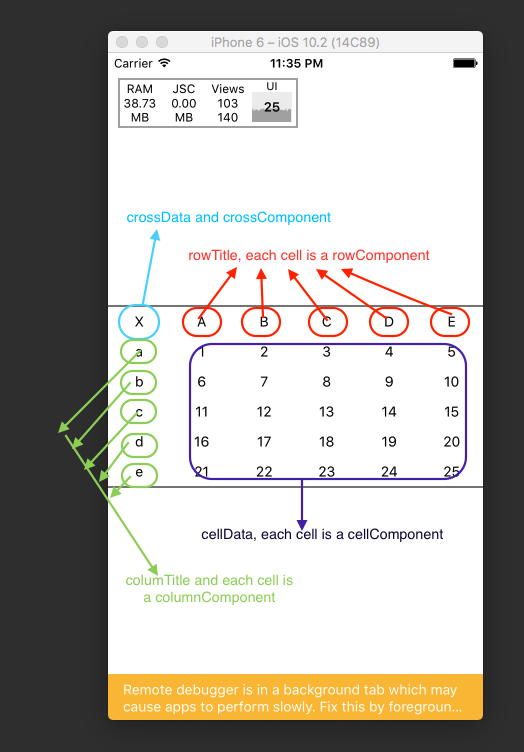 iPhone 6 – iOS 10.2 (14C89)
Carrier 11:35 PM
RAM JSC Views UI
38.73 0.00 103 25
MB MB 140
crossData and crossComponent
rowTitle, each cell is a rowComponent
X A B C D E
a 1 2 3 4 5
b 6 7 8 9 10
c 11 12 13 14 15
d 16 17 18 19 20
e 21 22 23 24 25
cellData, each cell is a cellComponent
columTitle and each cell is
a columnComponent
Remote debugger is in a background tab which may
cause apps to perform slowly. Fix this by foregroun...